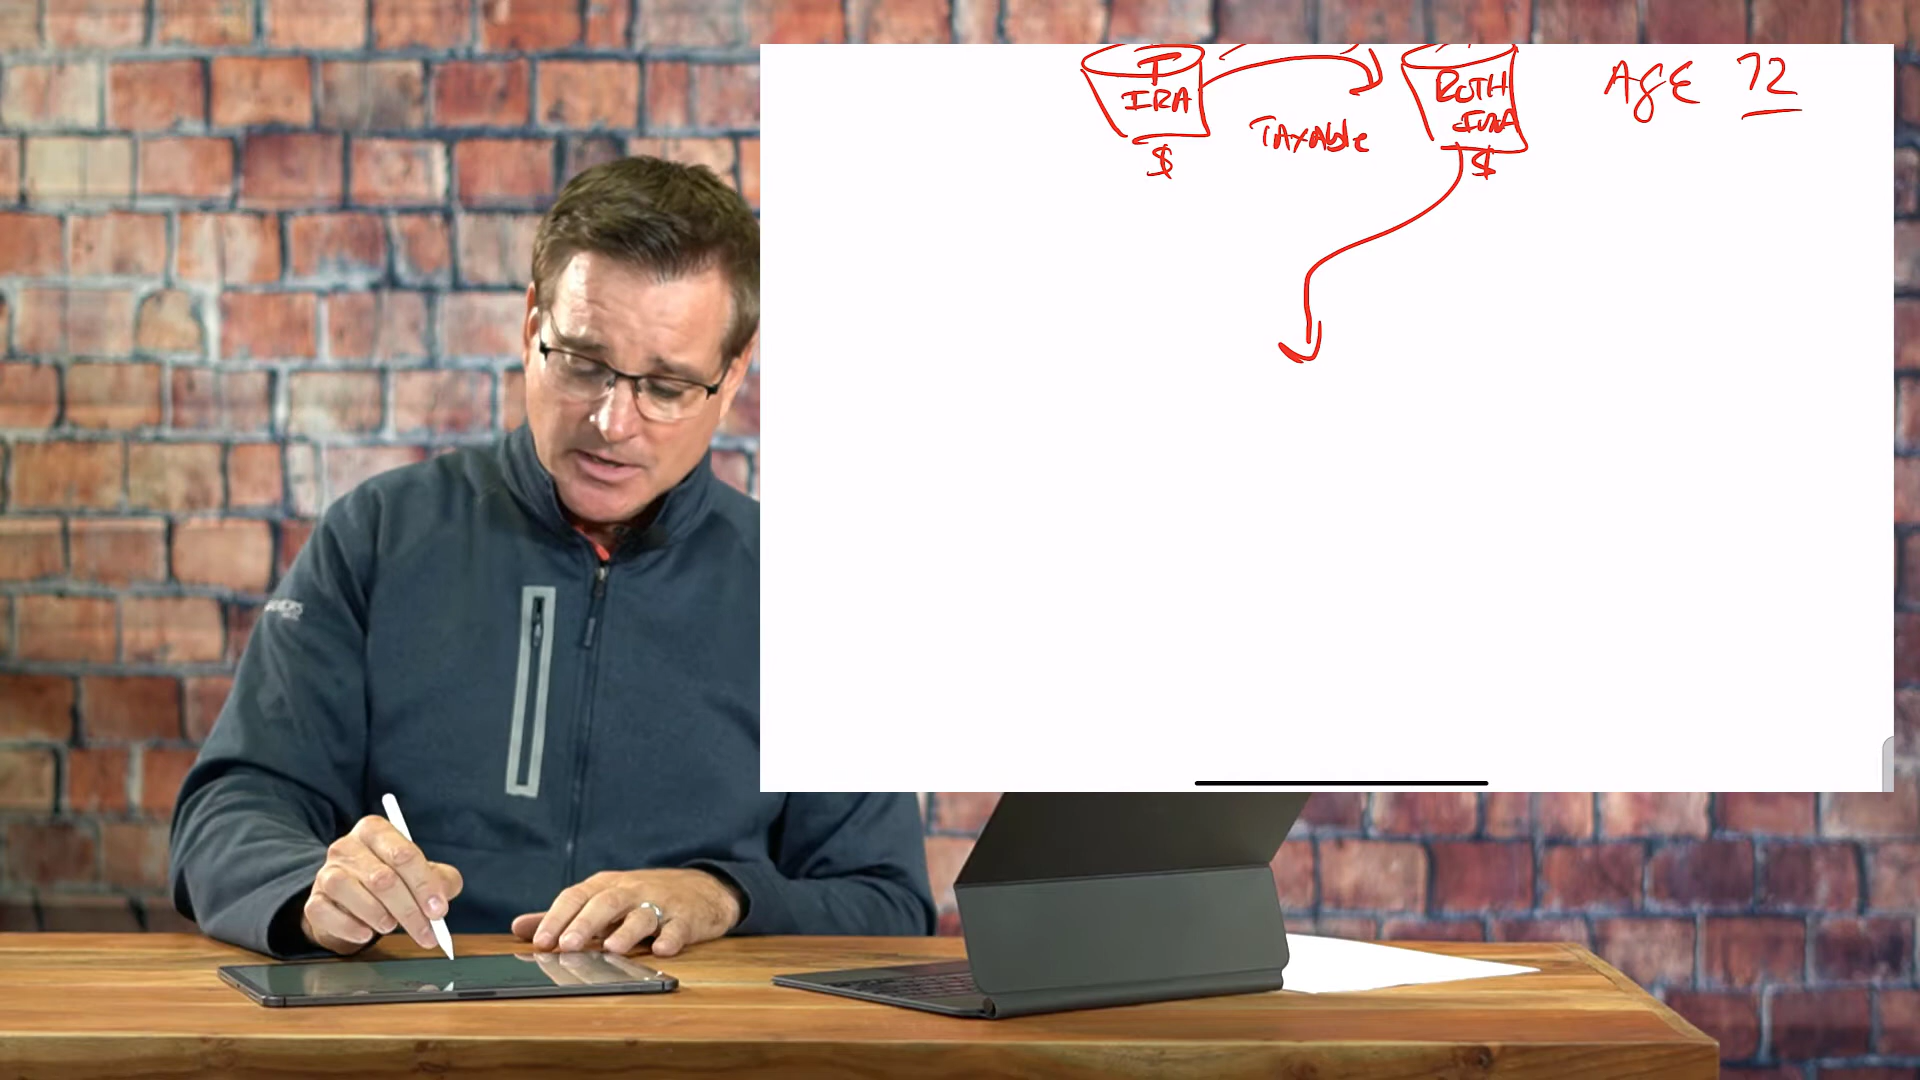 T
IRA
$
TAXAble
ROTH
IRA
$
AGE 72